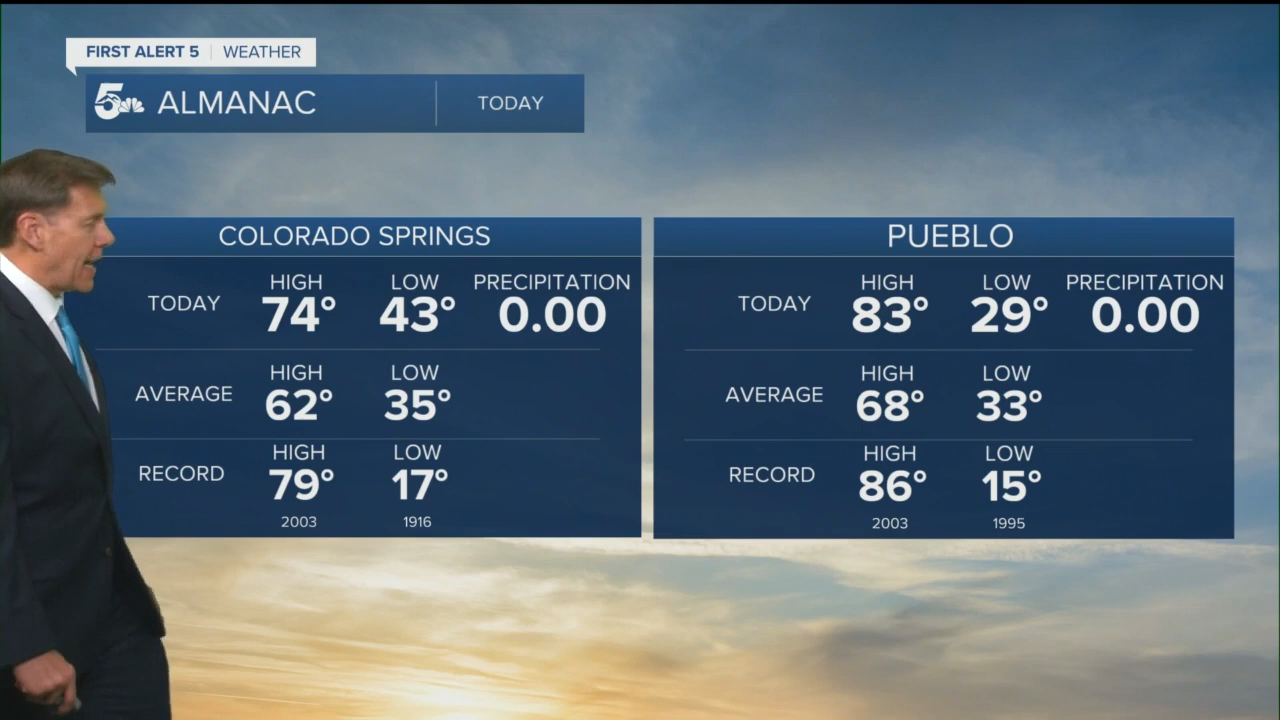 FIRST ALERT 5 | WEATHER
5 ALMANAC | TODAY
COLORADO SPRINGS
HIGH LOW PRECIPITATION
TODAY 74° 43° 0.00
HIGH LOW
AVERAGE 62° 35°
HIGH LOW
RECORD 79° 17°
2003 1916
PUEBLO
HIGH LOW PRECIPITATION
TODAY 83° 29° 0.00
HIGH LOW
AVERAGE 68° 33°
HIGH LOW
RECORD 86° 15°
2003 1995